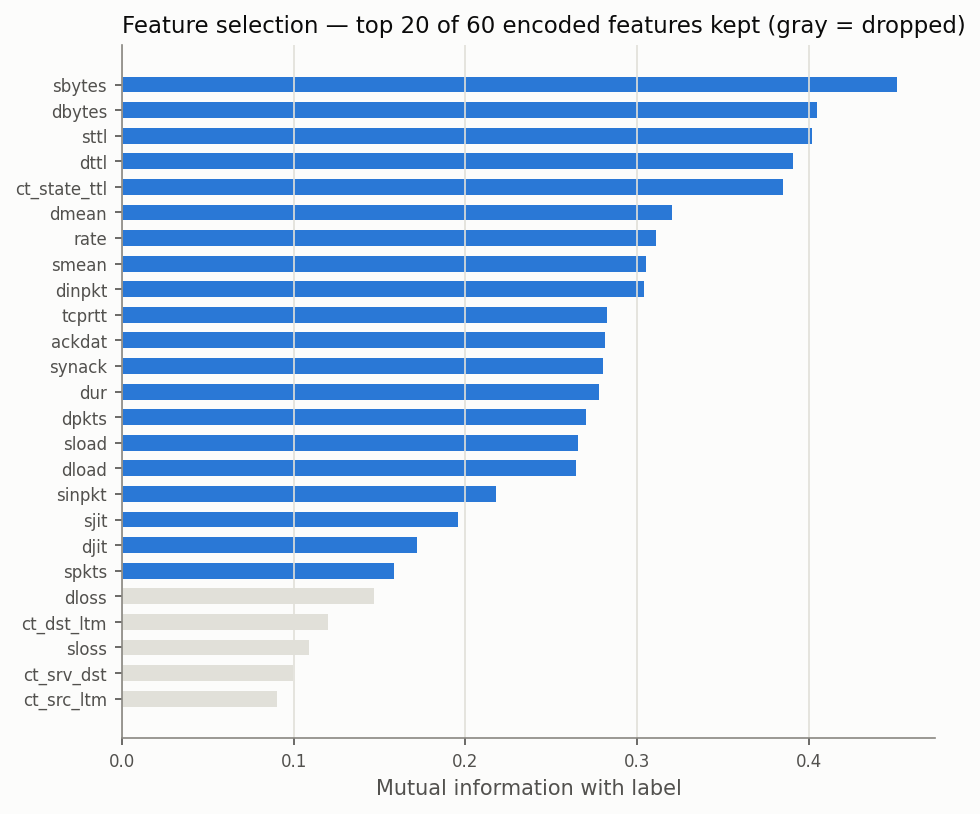 Feature selection — top 20 of 60 encoded features kept (gray = dropped)
sbytes
dbytes
sttl
dttl
ct_state_ttl
dmean
rate
smean
dinpkt
tcprtt
ackdat
synack
dur
dpkts
sload
dload
sinpkt
sjit
djit
spkts
dloss
ct_dst_ltm
sloss
ct_srv_dst
ct_src_ltm
0.0 0.1 0.2 0.3 0.4
Mutual information with label